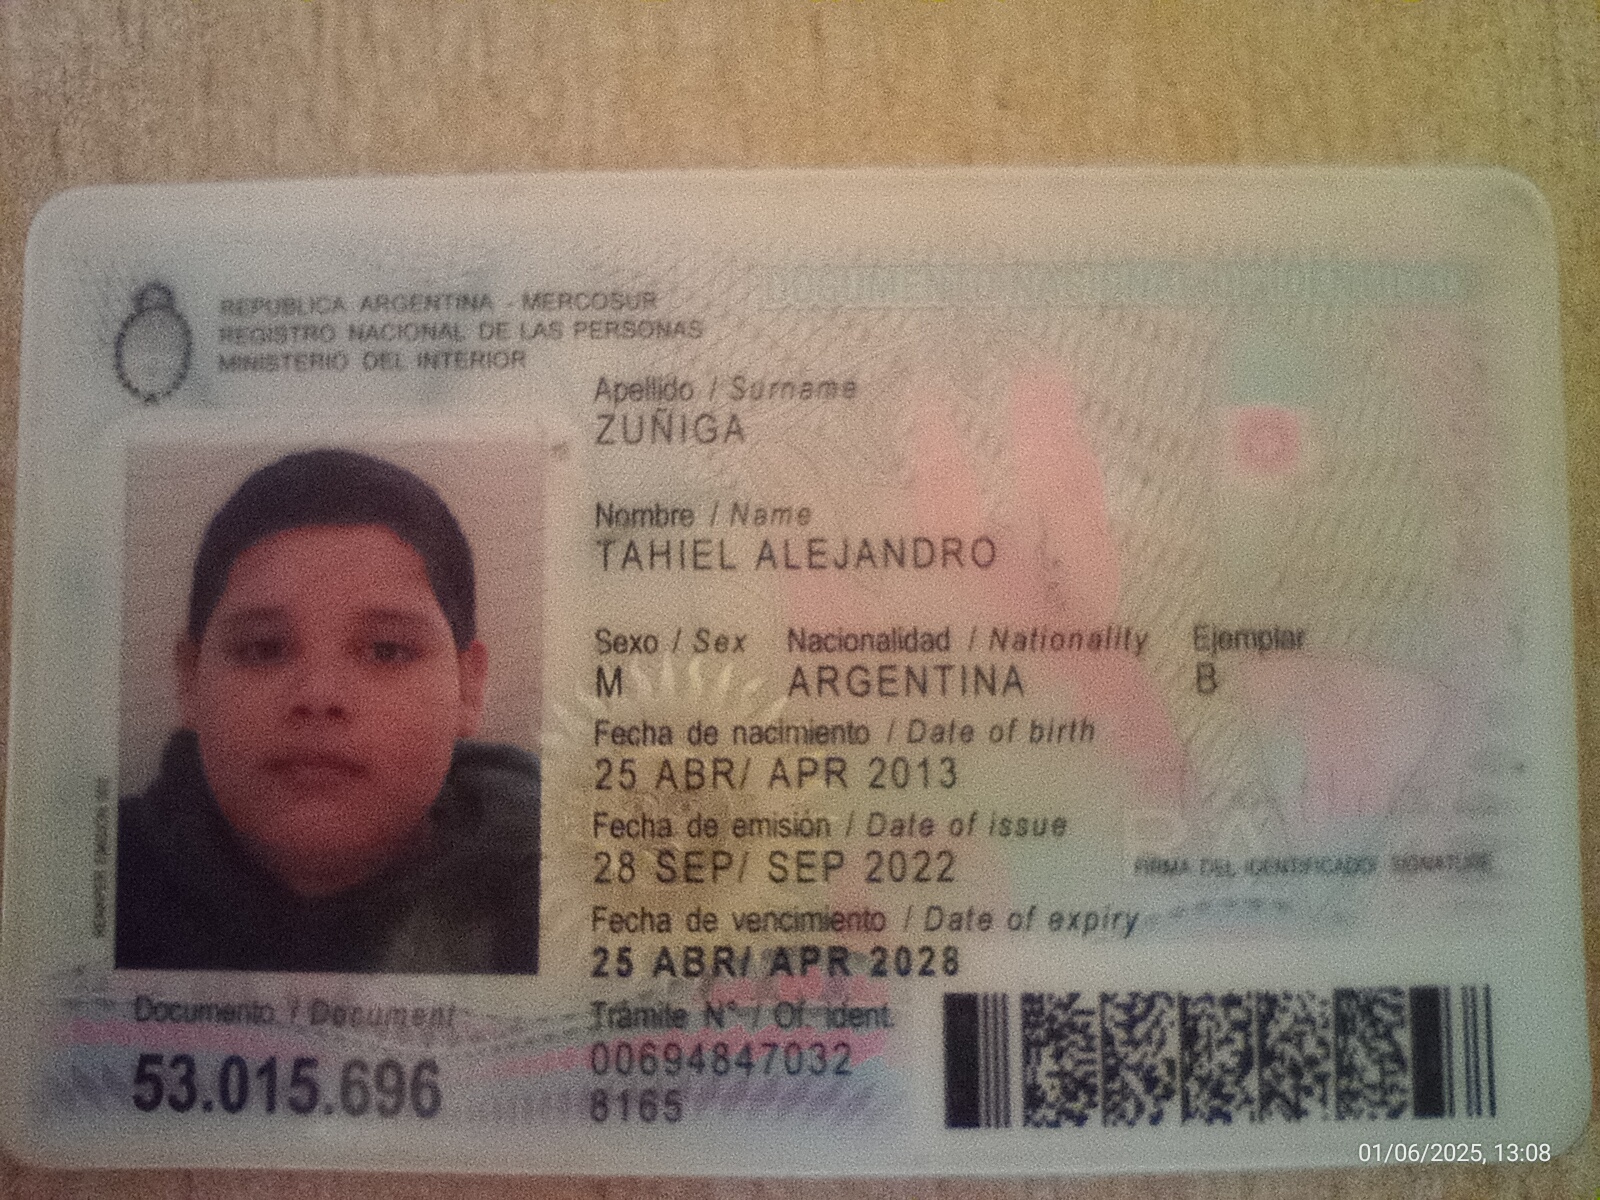 REPUBLICA ARGENTINA - MERCOSUR
REGISTRO NACIONAL DE LAS PERSONAS
MINISTERIO DEL INTERIOR
Apellido / Surname
ZUÑIGA
Nombre / Name
TAHIEL ALEJANDRO
Sexo / Sex Nacionalidad / Nationality Ejemplar
M ARGENTINA B
Fecha de nacimiento / Date of birth
25 ABR/ APR 2013
Fecha de emisión / Date of issue
28 SEP/ SEP 2022
FIRMA DEL IDENTIFICADO/ SIGNATURE
Fecha de vencimiento / Date of expiry
25 ABR/ APR 2028
Documento / Document
53.015.696
Trámite N° / Of. ident.
00694847032
8165
01/06/2025, 13:08